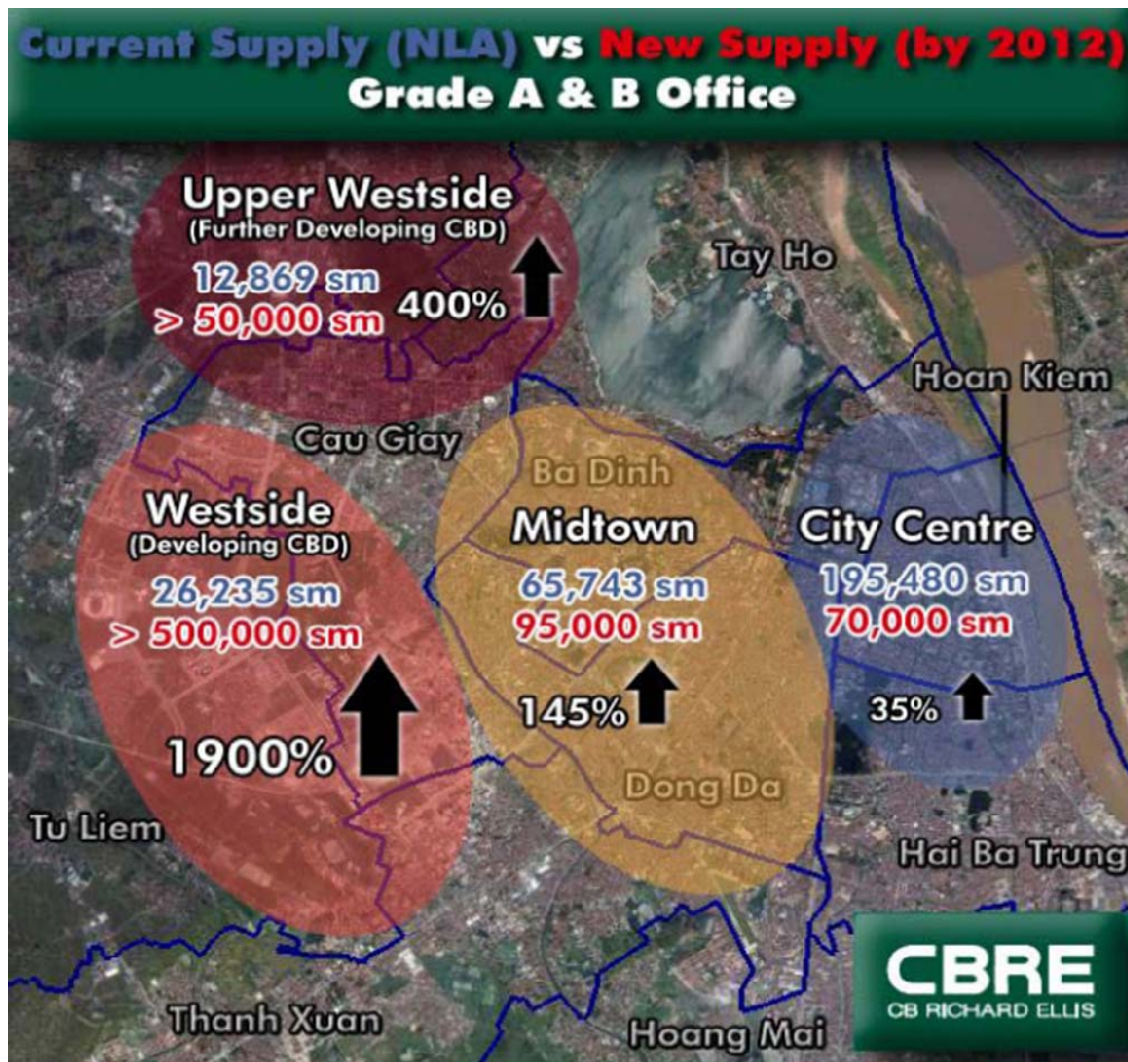 Current Supply (NLA) vs New Supply (by 2012)
Grade A & B Office
Upper Westside
(Further Developing CBD)
12,869 sm
> 50,000 sm
400%
Tay Ho
Hoan Kiem
Cau Giay
Ba Dinh
Westside
(Developing CBD)
26,235 sm
> 500,000 sm
1900%
Midtown
65,743 sm
95,000 sm
145%
City Centre
195,480 sm
70,000 sm
35%
Dong Da
Tu Liem
Hai Ba Trung
Thanh Xuan
Hoang Mai
CBRE
CB RICHARD ELLIS